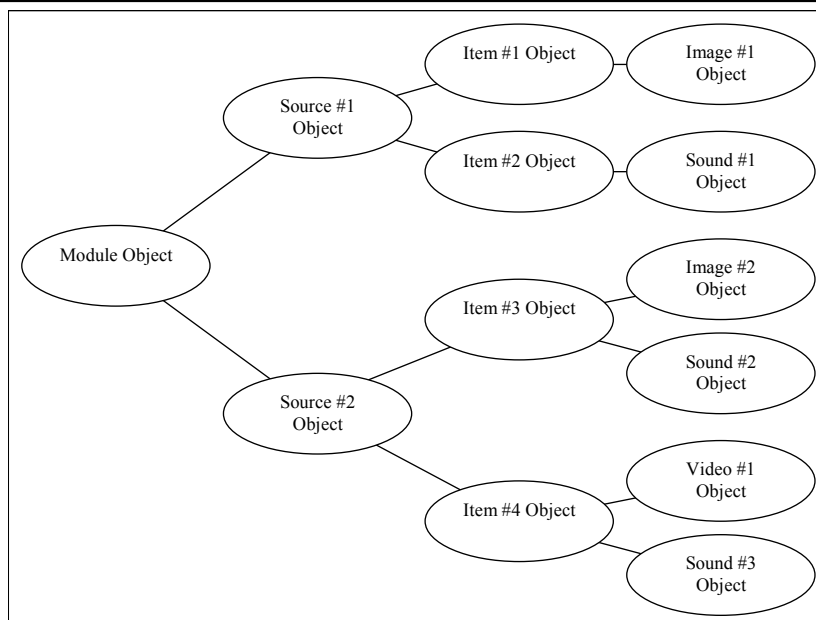 Item #1 Object
Image #1
Object
Source #1
Object
Item #2 Object
Sound #1
Object
Module Object
Image #2
Object
Item #3 Object
Sound #2
Object
Source #2
Object
Video #1
Object
Item #4 Object
Sound #3
Object